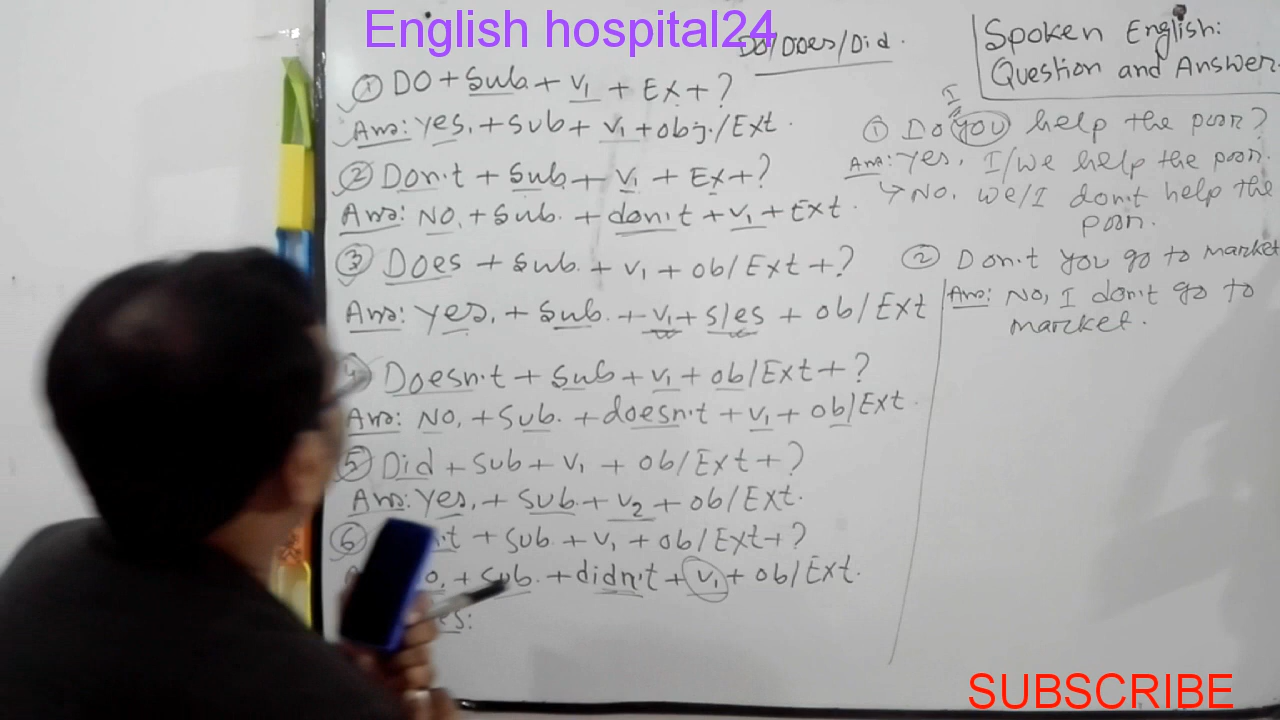 English hospital24
Do/Does/Did.
Spoken English:
Question and Answer
① DO + Sub. + V₁ + Ex + ?
Ans: Yes, + Sub + V₁ + obj./Ext.
② Don't + Sub. + V₁ + Ex + ?
Ans: No, + Sub. + don't + V₁ + Ext.
③ Does + Sub. + V₁ + ob/Ext + ?
Ans: Yes, + Sub. + V₁ + s/es + ob/Ext
④ Doesn't + Sub + V₁ + ob/Ext + ?
Ans: No, + Sub. + doesn't + V₁ + ob/Ext.
⑤ Did + Sub + V₁ + ob/Ext + ?
Ans: Yes, + Sub + V₂ + ob/Ext.
⑥ + Sub + V₁ + ob/Ext + ?
+ Sub. + didn't + V₁ + ob/Ext.
I
① Do you help the poor?
Ans: Yes, I/we help the poor.
→ No, we/I don't help the
poor.
② Don't you go to market
Ans: No, I don't go to
market.
SUBSCRIBE